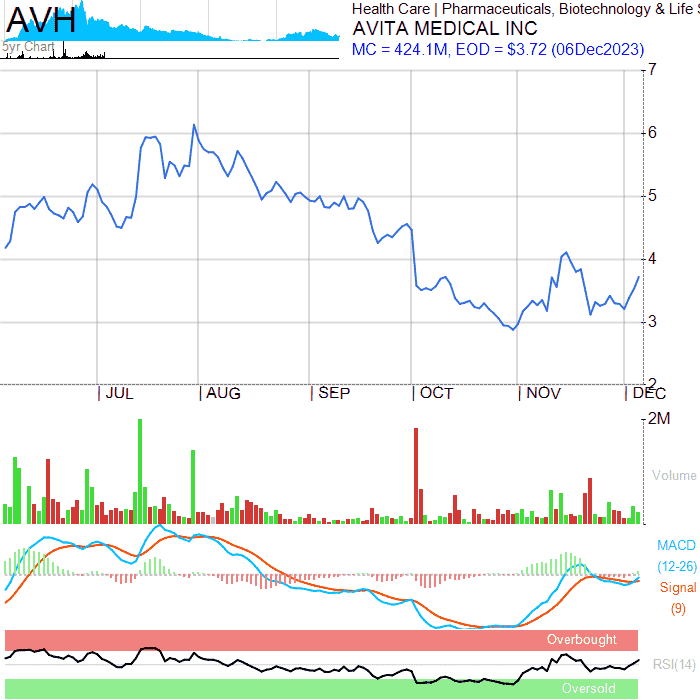 AVH
5yr Chart
Health Care | Pharmaceuticals, Biotechnology & Life S
AVITA MEDICAL INC
MC = 424.1M, EOD = $3.72 (06Dec2023)
7
6
5
4
3
2
| JUL | AUG | SEP | OCT | NOV | DEC
2M
Volume
MACD
(12-26)
Signal
(9)
Overbought
RSI(14)
Oversold